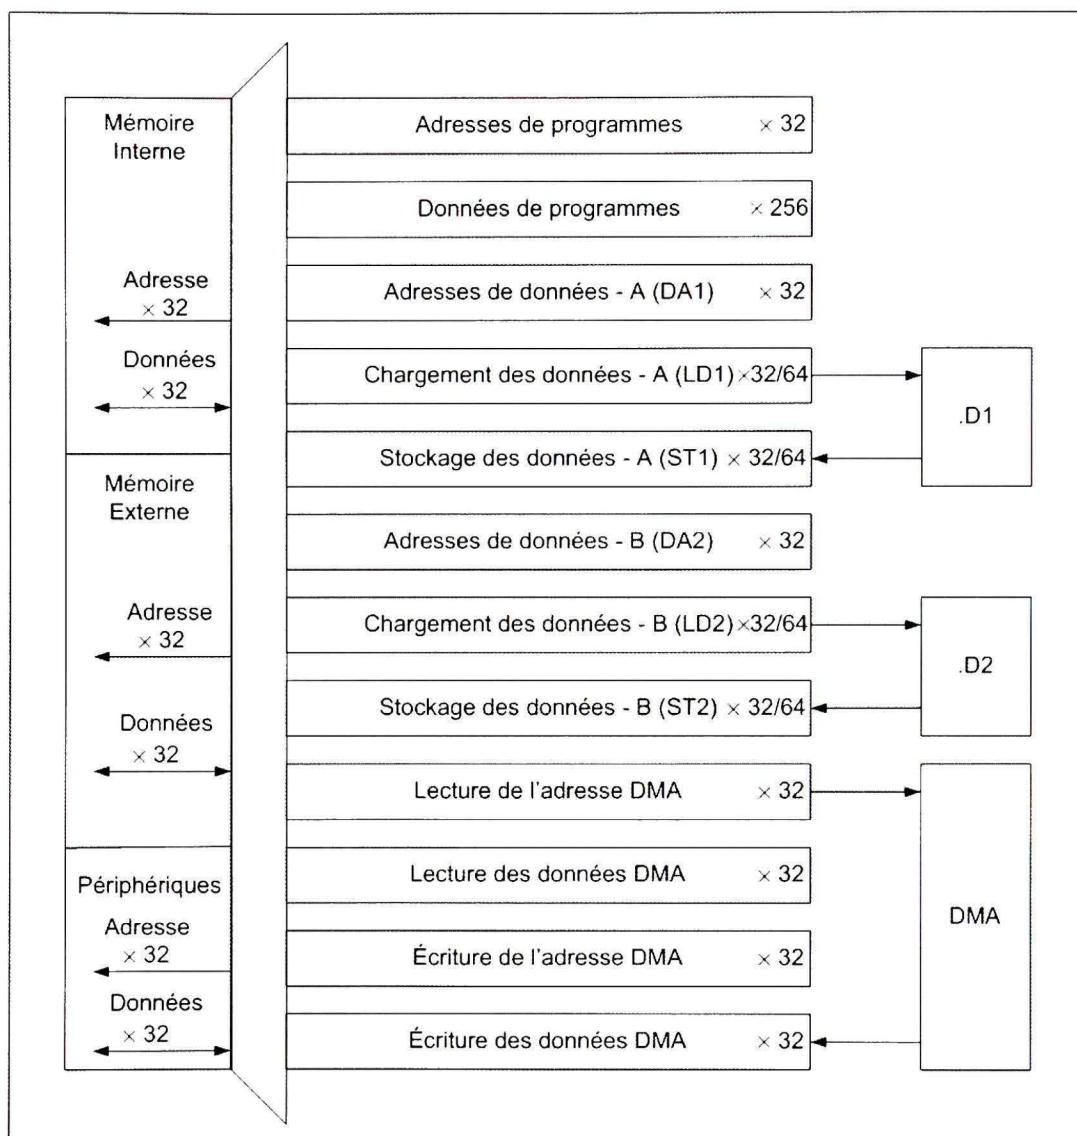 Mémoire
Interne
Adresse
× 32
Données
× 32
Mémoire
Externe
Adresse
× 32
Données
× 32
Périphériques
Adresse
× 32
Données
× 32
Adresses de programmes × 32
Données de programmes × 256
Adresses de données - A (DA1) × 32
Chargement des données - A (LD1) ×32/64
Stockage des données - A (ST1) × 32/64
Adresses de données - B (DA2) × 32
Chargement des données - B (LD2) ×32/64
Stockage des données - B (ST2) × 32/64
Lecture de l'adresse DMA × 32
Lecture des données DMA × 32
Écriture de l'adresse DMA × 32
Écriture des données DMA × 32
.D1
.D2
DMA